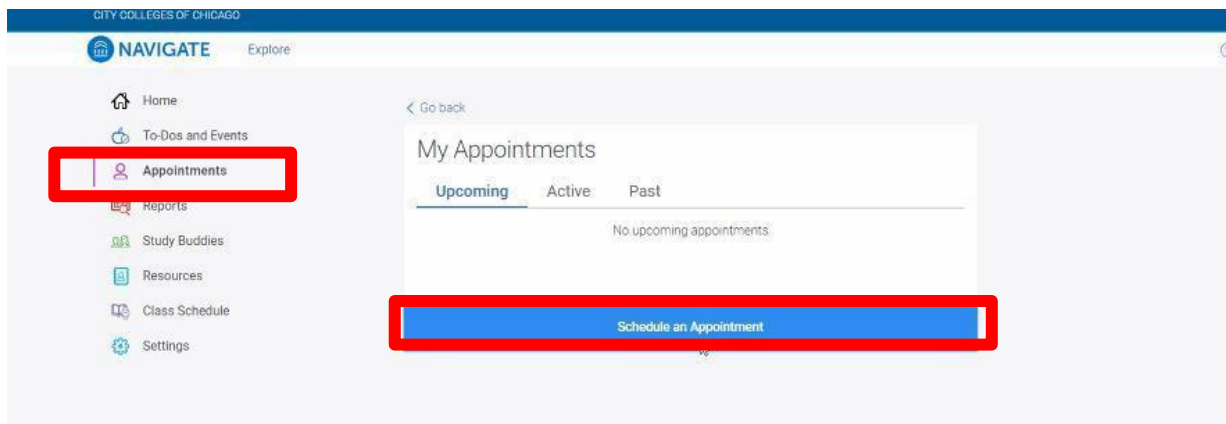 CITY COLLEGES OF CHICAGO
NAVIGATE Explore
Home
To-Dos and Events
Appointments
Reports
Study Buddies
Resources
Class Schedule
Settings
Go back
My Appointments
Upcoming Active Past
No upcoming appointments
Schedule an Appointment